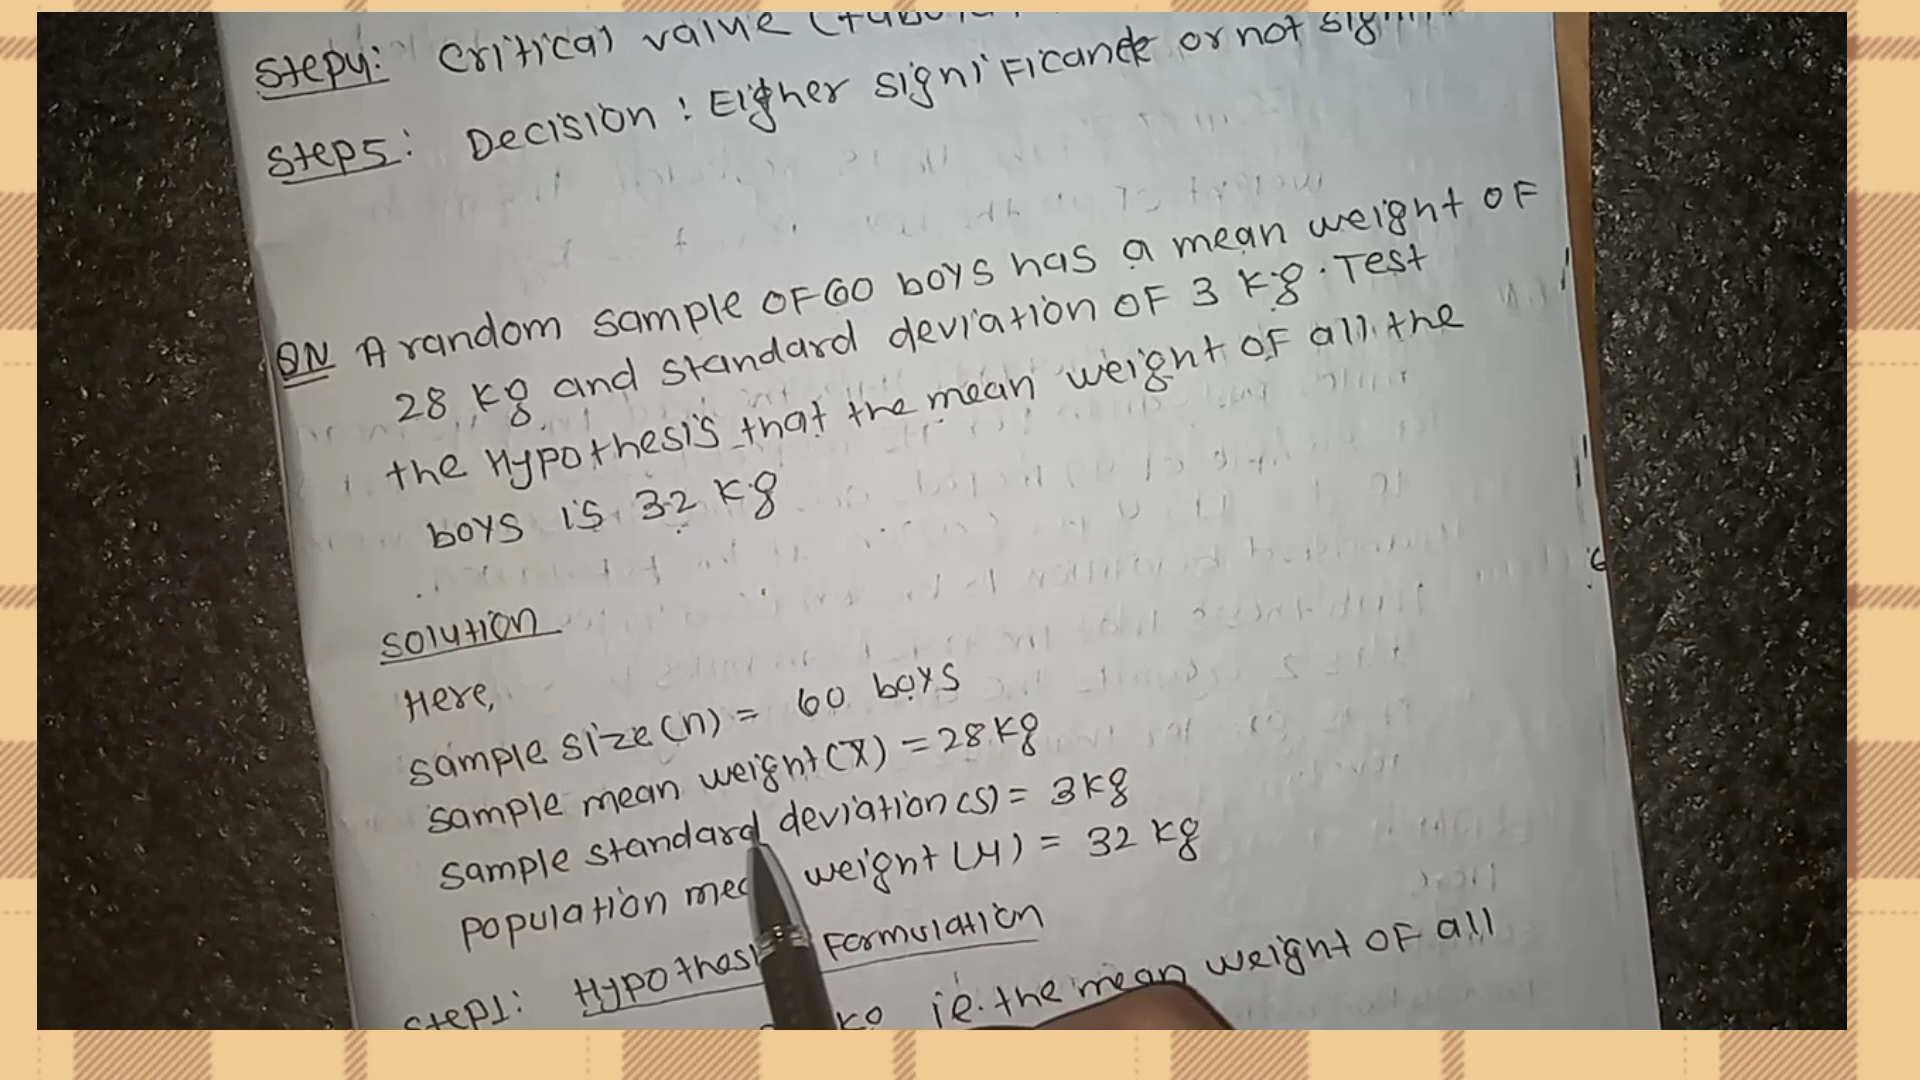 Step4: Critical value
Step5: Decision : Either significance or not
QN A random sample of 60 boys has a mean weight of
28 kg and standard deviation of 3 kg. Test
the Hypothesis that the mean weight of all the
boys is 32 kg
Solution
Here,
Sample size (n) = 60 boys
Sample mean weight (x̄) = 28 kg
Sample standard deviation (s) = 3 kg
Population weight (μ) = 32 kg
Step1: Formulation
i.e. the mean weight of all